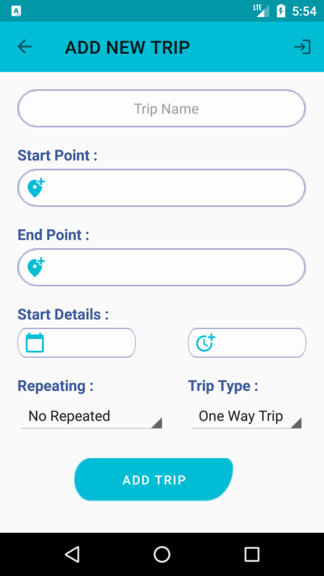 A
LTE
5:54
ADD NEW TRIP
Trip Name
Start Point :
End Point :
Start Details :
Repeating :
Trip Type :
No Repeated
One Way Trip
ADD TRIP